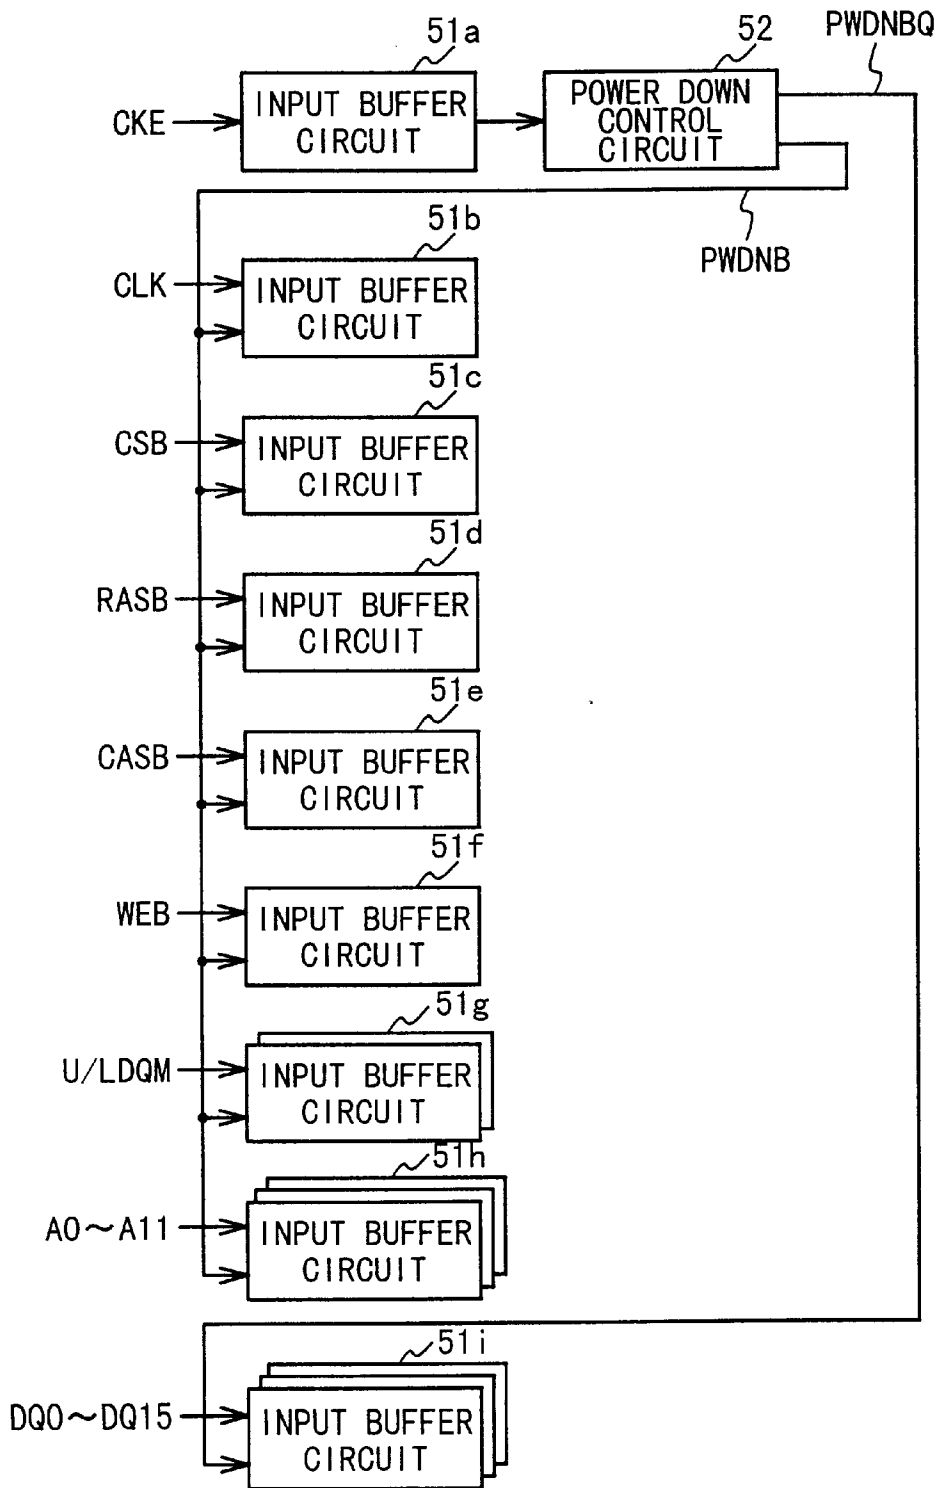 51a
52
PWDNBQ
CKE
INPUT BUFFER
CIRCUIT
POWER DOWN
CONTROL
CIRCUIT
PWDNB
51b
CLK
INPUT BUFFER
CIRCUIT
51c
CSB
INPUT BUFFER
CIRCUIT
51d
RASB
INPUT BUFFER
CIRCUIT
51e
CASB
INPUT BUFFER
CIRCUIT
51f
WEB
INPUT BUFFER
CIRCUIT
51g
U/LDQM
INPUT BUFFER
CIRCUIT
51h
A0~A11
INPUT BUFFER
CIRCUIT
51i
DQ0~DQ15
INPUT BUFFER
CIRCUIT